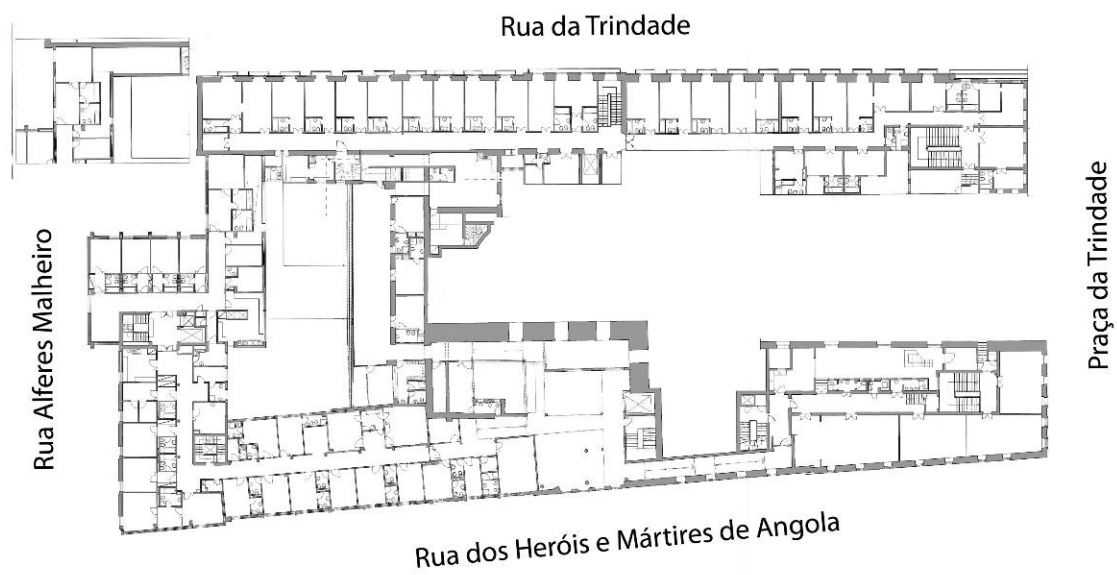 Rua da Trindade
Rua Alferes Malheiro
Praça da Trindade
Rua dos Heróis e Mártires de Angola